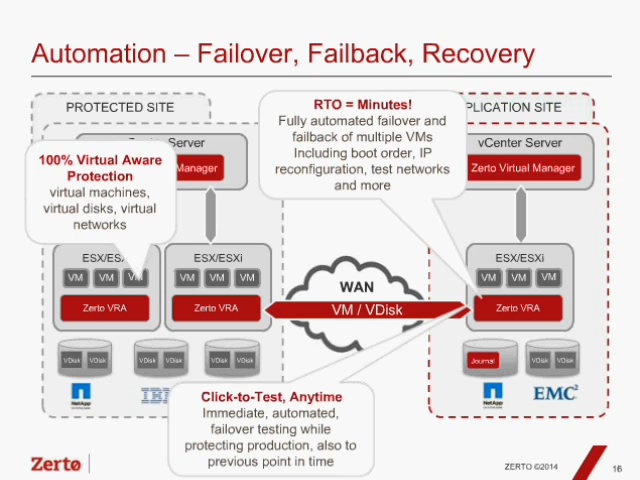 Automation – Failover, Failback, Recovery
PROTECTED SITE
PLICATION SITE
RTO = Minutes!
Fully automated failover and
failback of multiple VMs
Including boot order, IP
reconfiguration, test networks
and more
Server
Manager
vCenter Server
Zerto Virtual Manager
100% Virtual Aware
Protection
virtual machines,
virtual disks, virtual
networks
ESX/ESX
VM VM VM
Zerto VRA
ESX/ESXi
VM VM VM
Zerto VRA
WAN
VM / VDisk
ESX/ESXi
VM VM VM
Zerto VRA
VDisk VDisk
VDisk VDisk
VDisk VDisk
Journal
VDisk VDisk
NetApp
IBM
NetApp
EMC²
Click-to-Test, Anytime
Immediate, automated,
failover testing while
protecting production, also to
previous point in time
Zerto
ZERTO ©2014
16